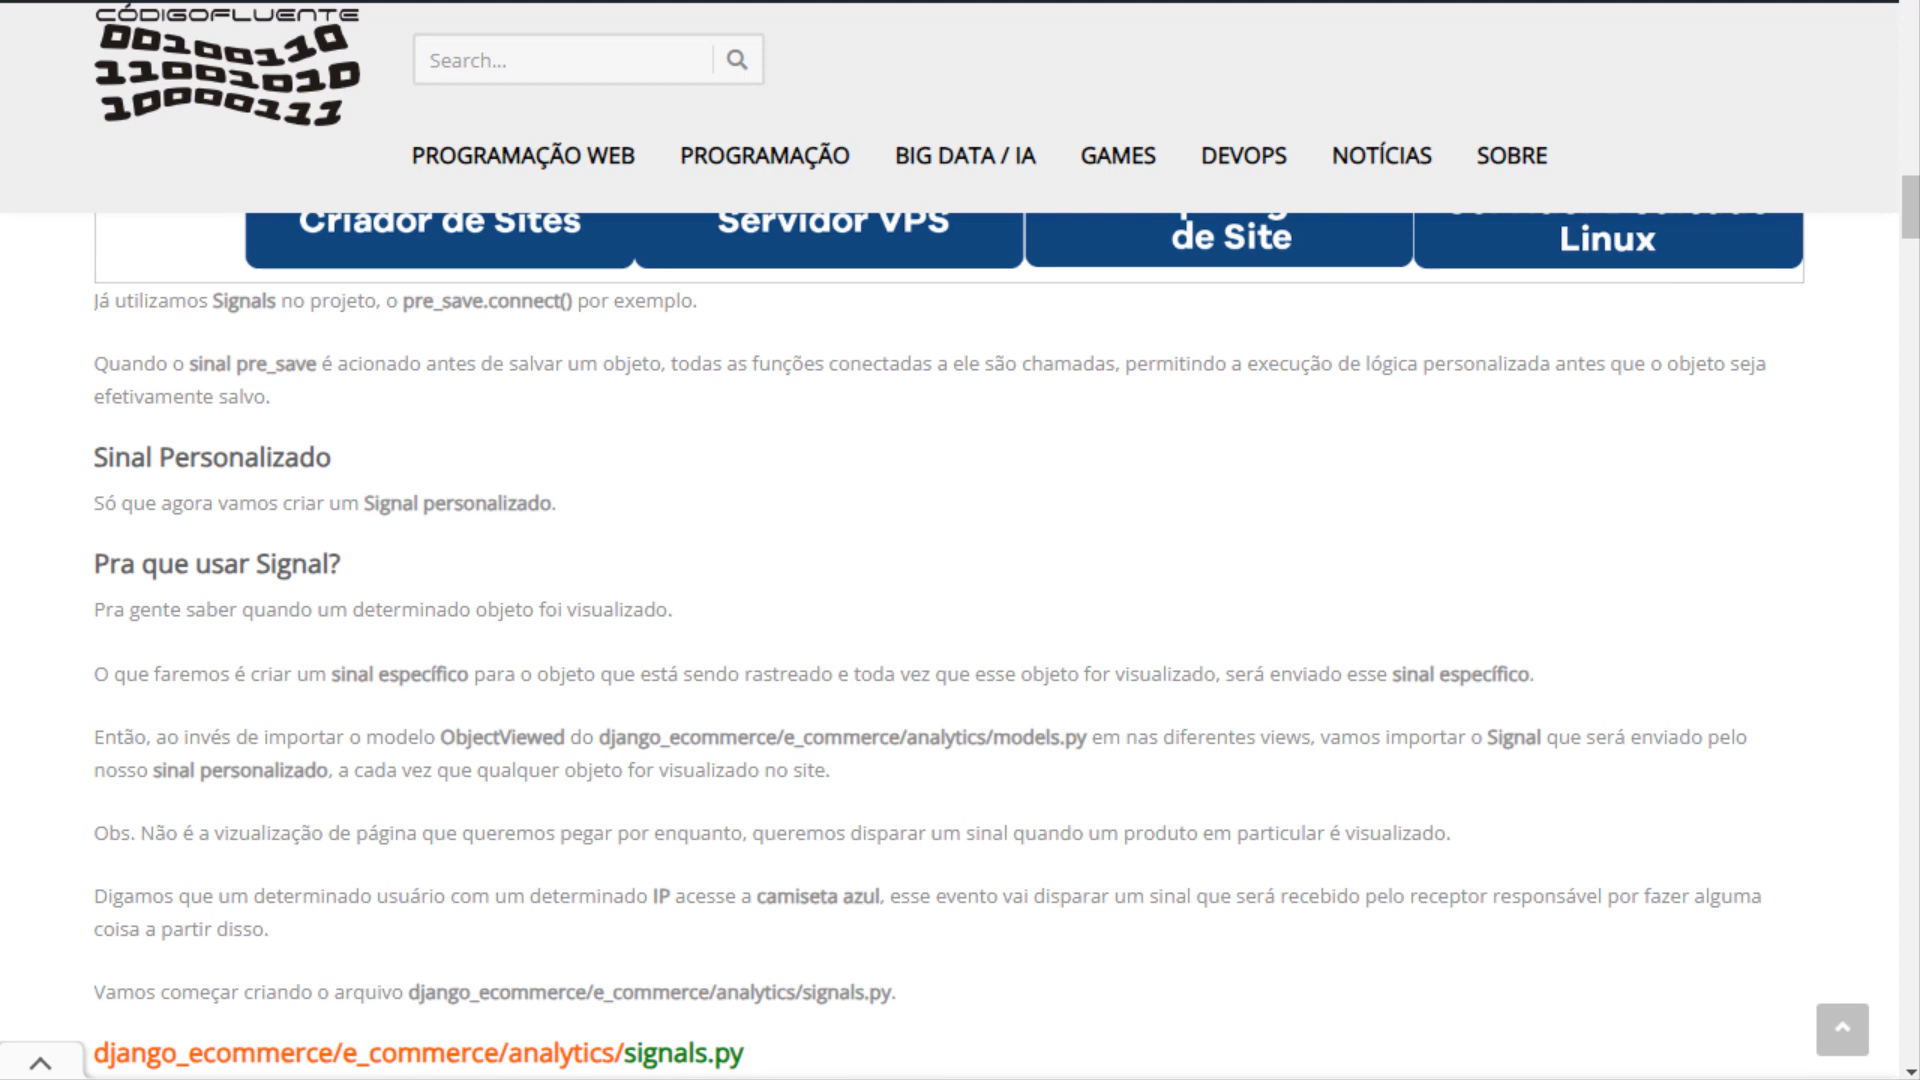 CÓDIGOFLUENTE
00100110
11001010
10000111
Search...
PROGRAMAÇÃO WEB PROGRAMAÇÃO BIG DATA / IA GAMES DEVOPS NOTÍCIAS SOBRE
Criador de Sites Servidor VPS de Site Linux
Já utilizamos Signals no projeto, o pre_save.connect() por exemplo.
Quando o sinal pre_save é acionado antes de salvar um objeto, todas as funções conectadas a ele são chamadas, permitindo a execução de lógica personalizada antes que o objeto seja
efetivamente salvo.
Sinal Personalizado
Só que agora vamos criar um Signal personalizado.
Pra que usar Signal?
Pra gente saber quando um determinado objeto foi visualizado.
O que faremos é criar um sinal específico para o objeto que está sendo rastreado e toda vez que esse objeto for visualizado, será enviado esse sinal específico.
Então, ao invés de importar o modelo ObjectViewed do django_ecommerce/e_commerce/analytics/models.py em nas diferentes views, vamos importar o Signal que será enviado pelo
nosso sinal personalizado, a cada vez que qualquer objeto for visualizado no site.
Obs. Não é a vizualização de página que queremos pegar por enquanto, queremos disparar um sinal quando um produto em particular é visualizado.
Digamos que um determinado usuário com um determinado IP acesse a camiseta azul, esse evento vai disparar um sinal que será recebido pelo receptor responsável por fazer alguma
coisa a partir disso.
Vamos começar criando o arquivo django_ecommerce/e_commerce/analytics/signals.py.
django_ecommerce/e_commerce/analytics/signals.py